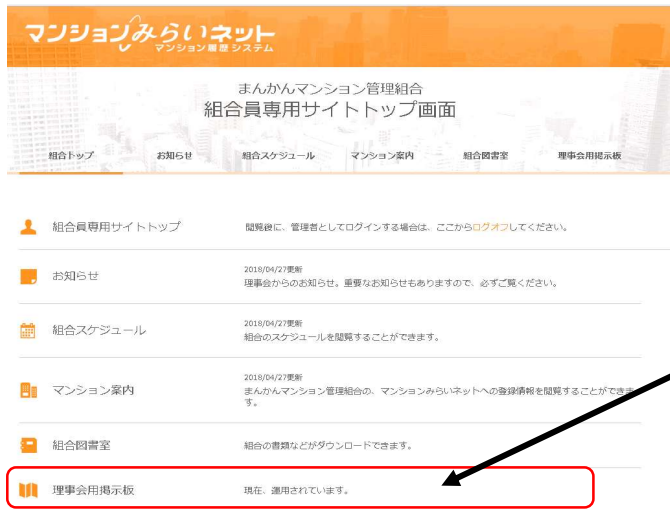 マンションみらいネット
マンション履歴システム
まんかんマンション管理組合
組合員専用サイトトップ画面
組合トップ お知らせ 組合スケジュール マンション案内 組合図書室 理事会用掲示板
組合員専用サイトトップ 閲覧後に、管理者としてログインする場合は、ここからログオフしてください。
2018/04/27更新
お知らせ 理事会からのお知らせ。重要なお知らせもありますので、必ずご覧ください。
2018/04/27更新
組合スケジュール 組合のスケジュールを閲覧することができます。
2018/04/27更新
マンション案内 まんかんマンション管理組合の、マンションみらいネットへの登録情報を閲覧することができま
す。
組合図書室 組合の書類などがダウンロードできます。
理事会用掲示板 現在、運用されています。